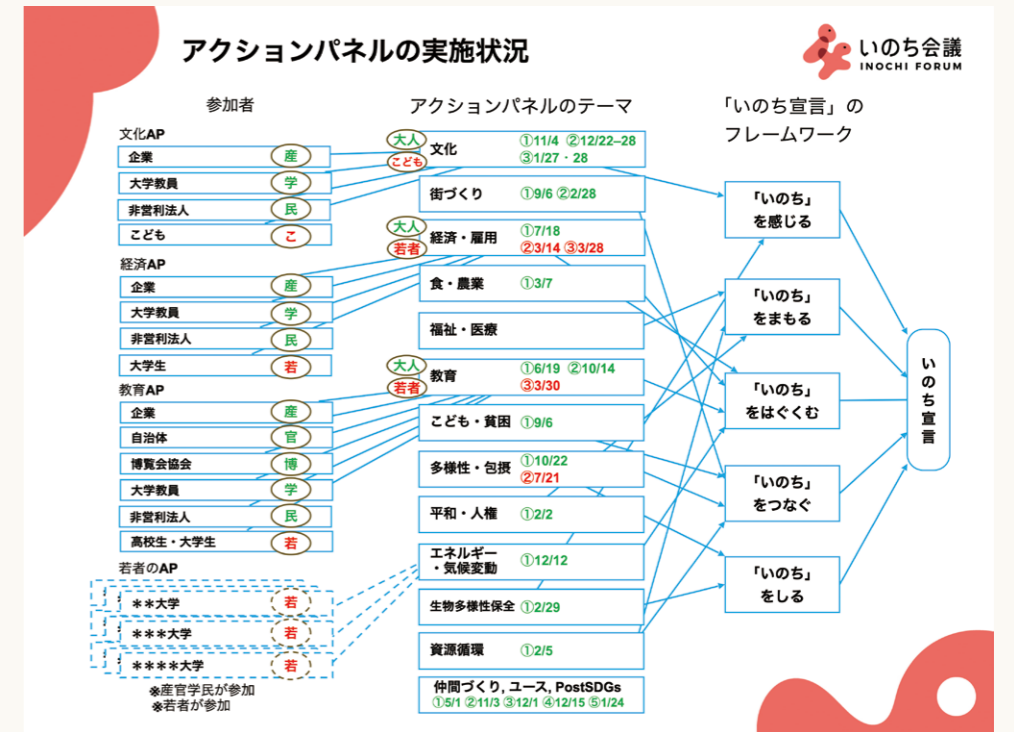 アクションパネルの実施状況
いのち会議
INOCHI FORUM
参加者
アクションパネルのテーマ
「いのち宣言」の
フレームワーク
文化AP
企業 産
大学教員 学
非営利法人 民
こども こ
経済AP
企業 産
大学教員 学
非営利法人 民
大学生 若
教育AP
企業 産
自治体 官
博覧会協会 博
大学教員 学
非営利法人 民
高校生・大学生 若
若者のAP
＊＊大学 若
＊＊＊大学 若
＊＊＊＊大学 若
※産官学民が参加
※若者が参加
大人
こども
文化
①11/4 ②12/22–28
③1/27・28
街づくり ①9/6 ②2/28
大人
若者
経済・雇用
①7/18
②3/14 ③3/28
食・農業 ①3/7
福祉・医療
大人
若者
教育
①6/19 ②10/14
③3/30
こども・貧困 ①9/6
多様性・包摂
①10/22
②7/21
平和・人権 ①2/2
エネルギー
・気候変動 ①12/12
生物多様性保全 ①2/29
資源循環 ①2/5
仲間づくり, ユース, PostSDGs
①5/1 ②11/3 ③12/1 ④12/15 ⑤1/24
「いのち」
を感じる
「いのち」
をまもる
「いのち」
をはぐくむ
「いのち」
をつなぐ
「いのち」
をしる
いのち宣言